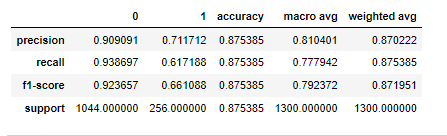 0 1 accuracy macro avg weighted avg
precision 0.909091 0.711712 0.875385 0.810401 0.870222
recall 0.938697 0.617188 0.875385 0.777942 0.875385
f1-score 0.923657 0.661088 0.875385 0.792372 0.871951
support 1044.000000 256.000000 0.875385 1300.000000 1300.000000